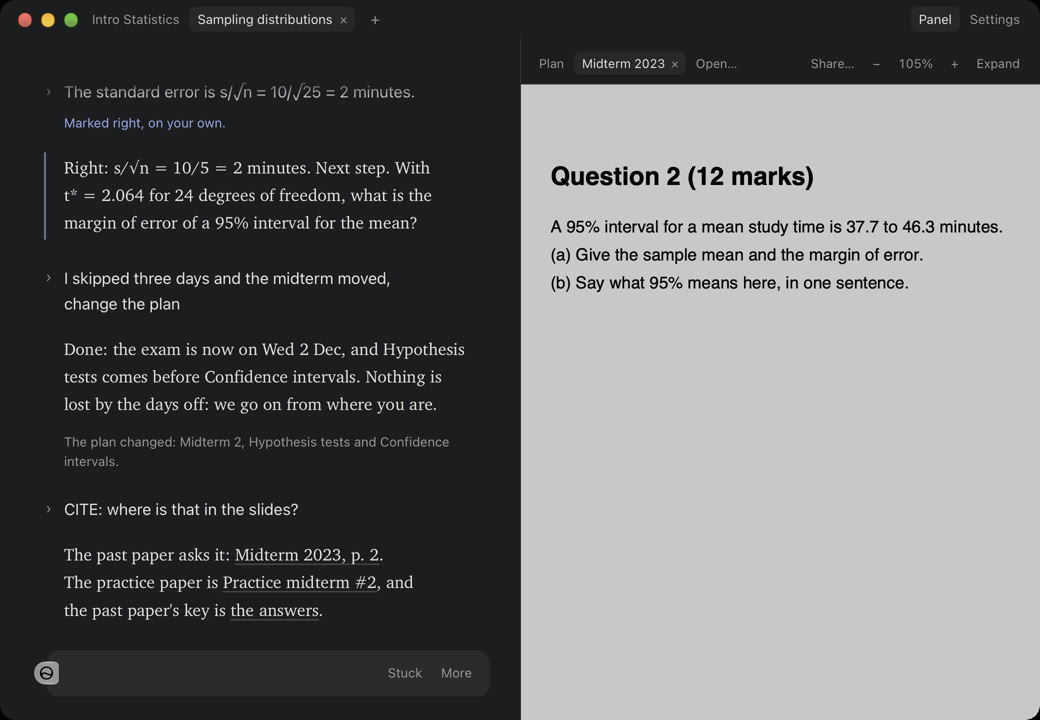 Intro Statistics
Sampling distributions ×
+
Panel
Settings
› The standard error is s/√n = 10/√25 = 2 minutes.
Marked right, on your own.
Right: s/√n = 10/5 = 2 minutes. Next step. With
t* = 2.064 for 24 degrees of freedom, what is the
margin of error of a 95% interval for the mean?
› I skipped three days and the midterm moved,
change the plan
Done: the exam is now on Wed 2 Dec, and Hypothesis
tests comes before Confidence intervals. Nothing is
lost by the days off: we go on from where you are.
The plan changed: Midterm 2, Hypothesis tests and Confidence
intervals.
› CITE: where is that in the slides?
The past paper asks it: Midterm 2023, p. 2.
The practice paper is Practice midterm #2, and
the past paper's key is the answers.
Stuck
More
Plan
Midterm 2023 ×
Open...
Share...
− 105% +
Expand
Question 2 (12 marks)
A 95% interval for a mean study time is 37.7 to 46.3 minutes.
(a) Give the sample mean and the margin of error.
(b) Say what 95% means here, in one sentence.